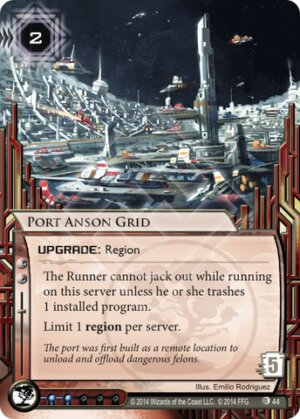 2
PORT ANSON GRID
UPGRADE: Region
The Runner cannot jack out while running
on this server unless he or she trashes
1 installed program.
Limit 1 region per server.
The port was first built as a remote location to
unload and offload dangerous felons.
5
Illus. Emilio Rodriguez
© 2014 Wizards of the Coast LLC. © 2014 FFG
44